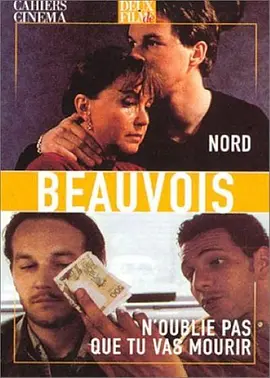 CAHIERS
CINEMA
DEUX
FILMS
de
NORD
BEAUVOIS
N'OUBLIE PAS
QUE TU VAS MOURIR